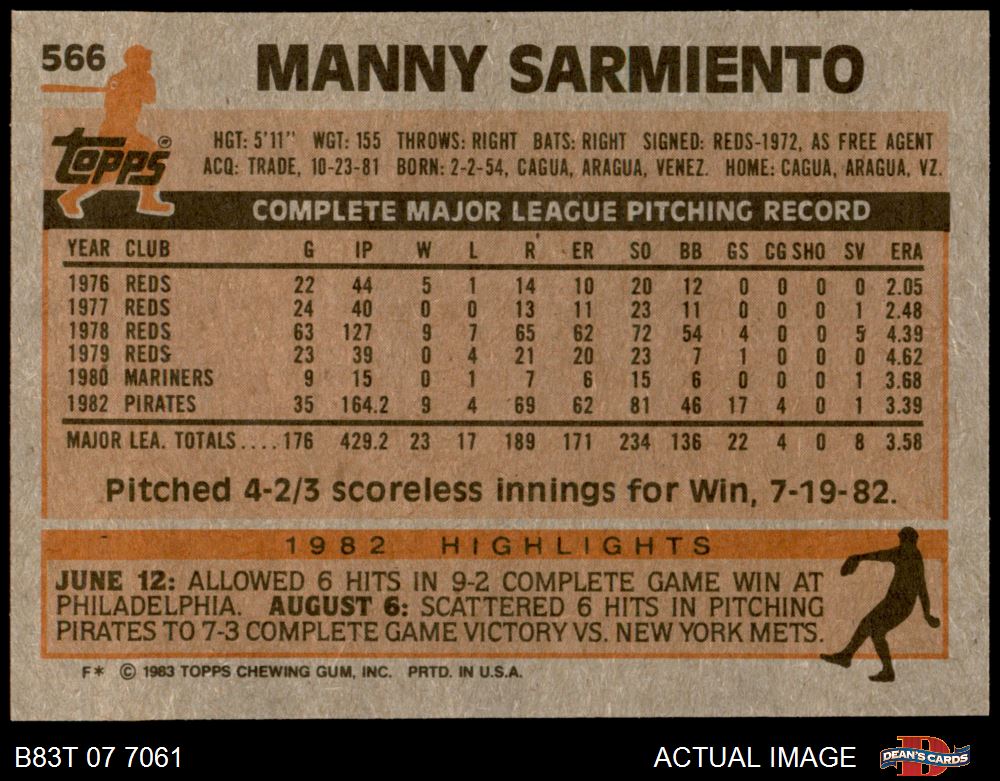 566 MANNY SARMIENTO
topps®
HGT: 5'11" WGT: 155 THROWS: RIGHT BATS: RIGHT SIGNED: REDS-1972, AS FREE AGENT
ACQ: TRADE, 10-23-81 BORN: 2-2-54, CAGUA, ARAGUA, VENEZ. HOME: CAGUA, ARAGUA, VZ.
COMPLETE MAJOR LEAGUE PITCHING RECORD
YEAR CLUB G IP W L R ER SO BB GS CG SHO SV ERA
1976 REDS 22 44 5 1 14 10 20 12 0 0 0 0 2.05
1977 REDS 24 40 0 0 13 11 23 11 0 0 0 1 2.48
1978 REDS 63 127 9 7 65 62 72 54 4 0 0 5 4.39
1979 REDS 23 39 0 4 21 20 23 7 1 0 0 0 4.62
1980 MARINERS 9 15 0 1 7 6 15 6 0 0 0 1 3.68
1982 PIRATES 35 164.2 9 4 69 62 81 46 17 4 0 1 3.39
MAJOR LEA. TOTALS.... 176 429.2 23 17 189 171 234 136 22 4 0 8 3.58
Pitched 4-2/3 scoreless innings for Win, 7-19-82.
1982 HIGHLIGHTS
JUNE 12: ALLOWED 6 HITS IN 9-2 COMPLETE GAME WIN AT
PHILADELPHIA. AUGUST 6: SCATTERED 6 HITS IN PITCHING
PIRATES TO 7-3 COMPLETE GAME VICTORY VS. NEW YORK METS.
F* © 1983 TOPPS CHEWING GUM, INC. PRTD. IN U.S.A.
B83T 07 7061 ACTUAL IMAGE DEAN'S CARDS